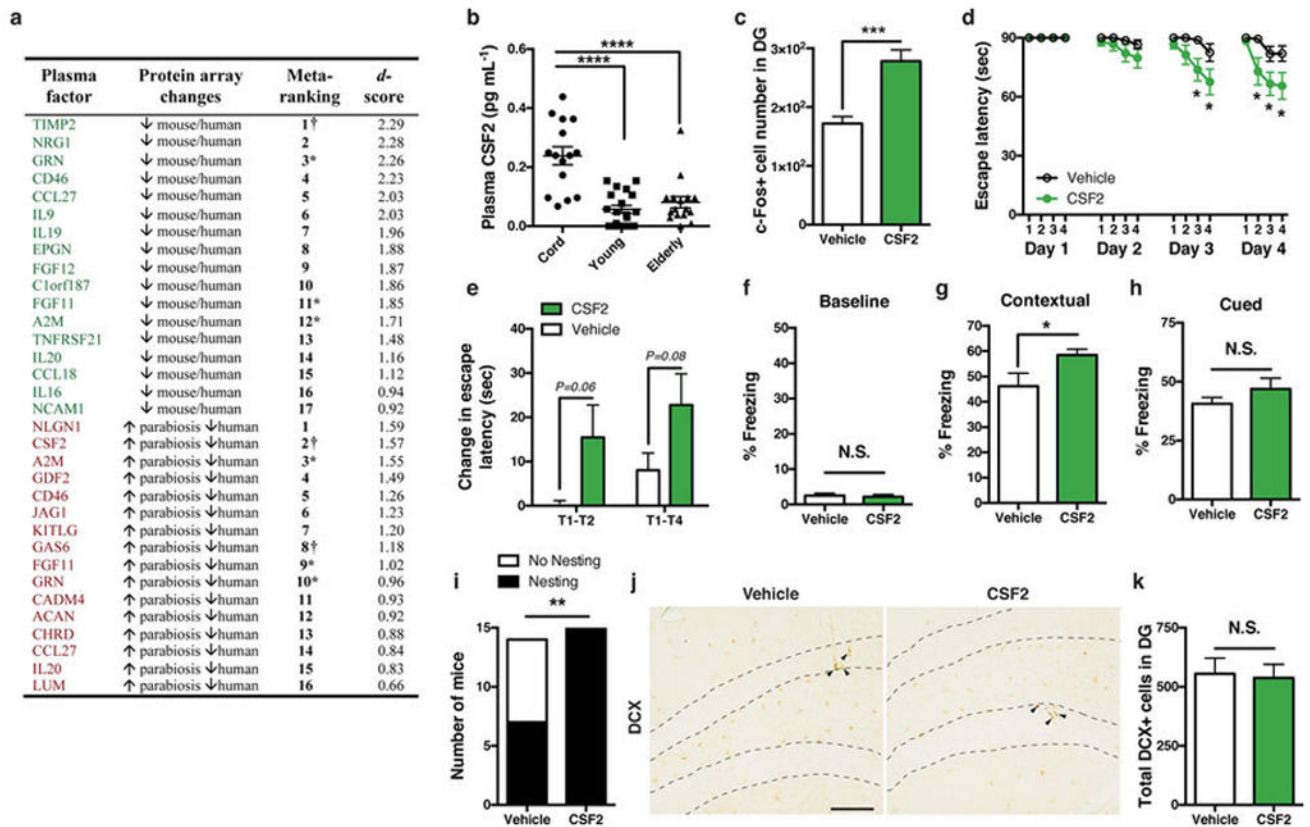 a
Plasma factor Protein array changes Meta-ranking d-score
TIMP2 ↓ mouse/human 1† 2.29
NRG1 ↓ mouse/human 2 2.28
GRN ↓ mouse/human 3* 2.26
CD46 ↓ mouse/human 4 2.23
CCL27 ↓ mouse/human 5 2.03
IL9 ↓ mouse/human 6 2.03
IL19 ↓ mouse/human 7 1.96
EPGN ↓ mouse/human 8 1.88
FGF12 ↓ mouse/human 9 1.87
C1orf187 ↓ mouse/human 10 1.86
FGF11 ↓ mouse/human 11* 1.85
A2M ↓ mouse/human 12* 1.71
TNFRSF21 ↓ mouse/human 13 1.48
IL20 ↓ mouse/human 14 1.16
CCL18 ↓ mouse/human 15 1.12
IL16 ↓ mouse/human 16 0.94
NCAM1 ↓ mouse/human 17 0.92
NLGN1 ↑ parabiosis ↓human 1 1.59
CSF2 ↑ parabiosis ↓human 2† 1.57
A2M ↑ parabiosis ↓human 3* 1.55
GDF2 ↑ parabiosis ↓human 4 1.49
CD46 ↑ parabiosis ↓human 5 1.26
JAG1 ↑ parabiosis ↓human 6 1.23
KITLG ↑ parabiosis ↓human 7 1.20
GAS6 ↑ parabiosis ↓human 8† 1.18
FGF11 ↑ parabiosis ↓human 9* 1.02
GRN ↑ parabiosis ↓human 10* 0.96
CADM4 ↑ parabiosis ↓human 11 0.93
ACAN ↑ parabiosis ↓human 12 0.92
CHRD ↑ parabiosis ↓human 13 0.88
CCL27 ↑ parabiosis ↓human 14 0.84
IL20 ↑ parabiosis ↓human 15 0.83
LUM ↑ parabiosis ↓human 16 0.66
b
Plasma CSF2 (pg mL⁻¹)
0.6
0.4
0.2
0.0
****
****
Cord Young Elderly
c
c-Fos+ cell number in DG
3×10²
2×10²
1×10²
0
***
Vehicle CSF2
d
Escape latency (sec)
90
60
30
0
Vehicle
CSF2
* *
* * *
1 2 3 4 1 2 3 4 1 2 3 4 1 2 3 4
Day 1 Day 2 Day 3 Day 4
e
CSF2
Vehicle
Change in escape
latency (sec)
40
30
20
10
0
P=0.06
P=0.08
T1-T2 T1-T4
f
Baseline
% Freezing
50
40
30
20
10
0
N.S.
Vehicle CSF2
g
Contextual
% Freezing
70
60
50
40
30
20
10
0
*
Vehicle CSF2
h
Cued
% Freezing
75
50
25
0
N.S.
Vehicle CSF2
i
No Nesting
Nesting
**
Number of mice
15
10
5
0
Vehicle CSF2
j
Vehicle CSF2
DCX
k
Total DCX+ cells in DG
750
500
250
0
N.S.
Vehicle CSF2